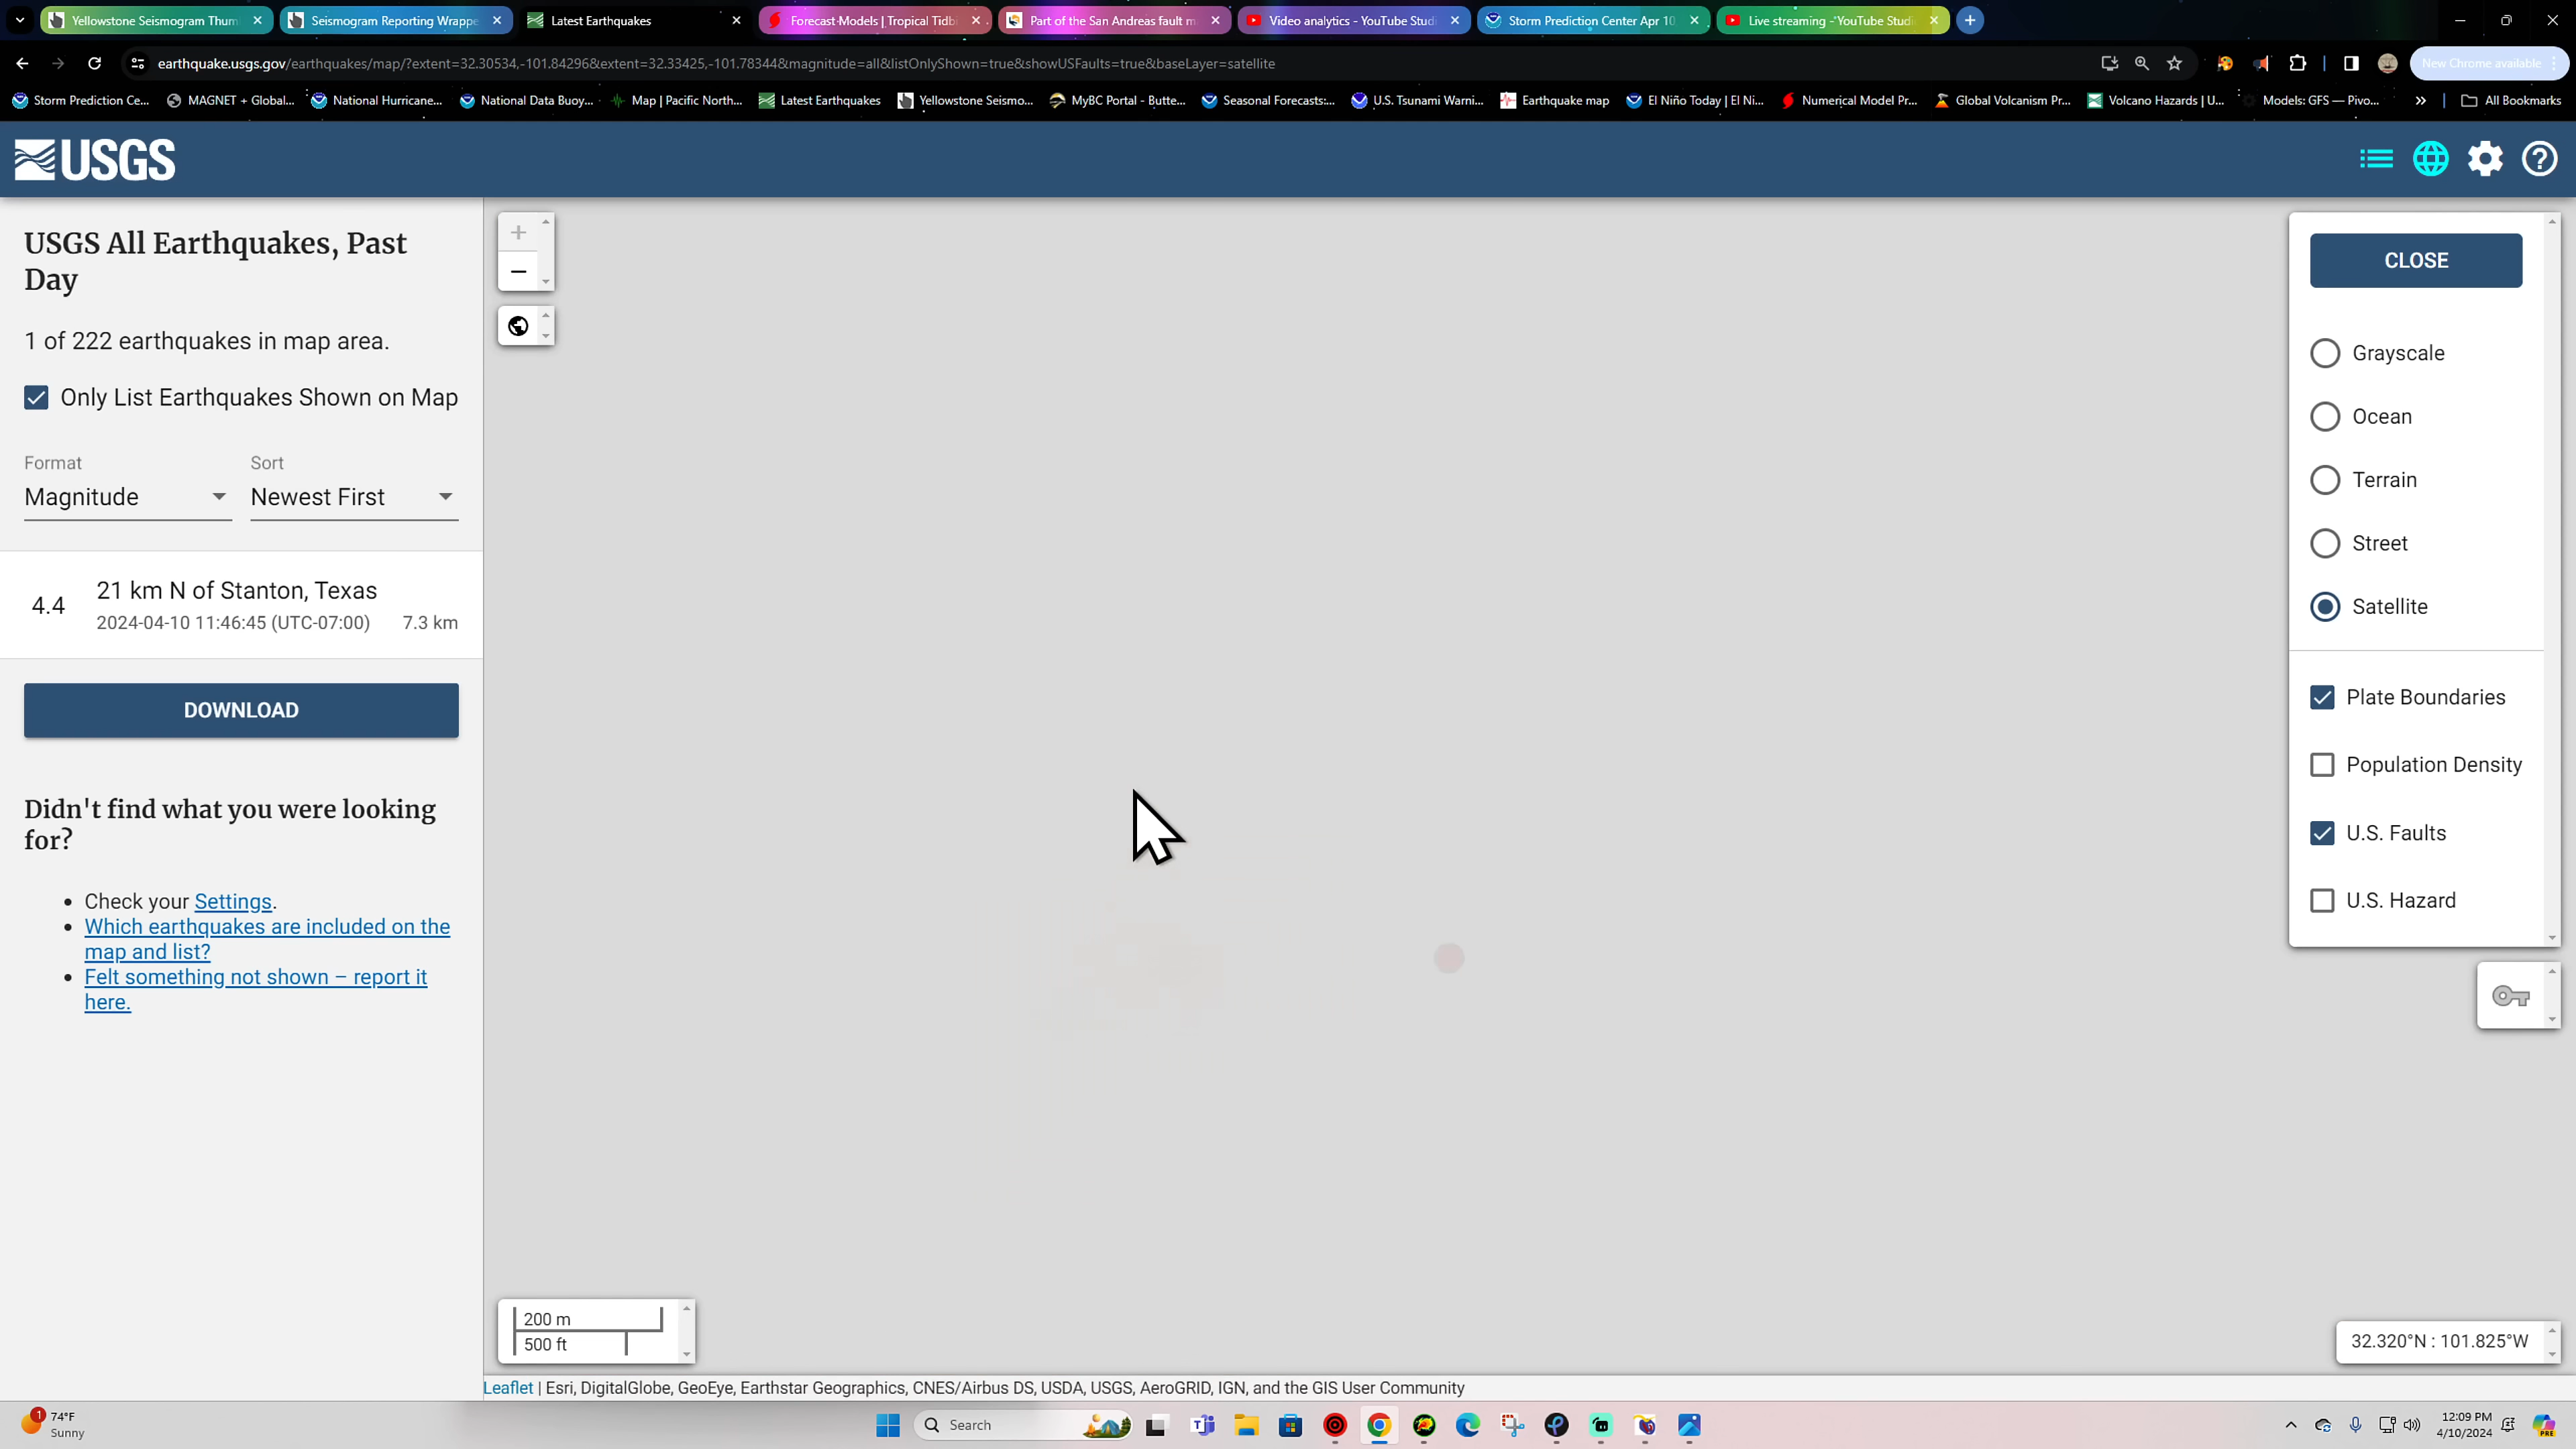 Yellowstone Seismogram Thum
Seismogram Reporting Wrappe
Latest Earthquakes
Forecast Models | Tropical Tidbi
Part of the San Andreas fault m
Video analytics - YouTube Studi
Storm Prediction Center Apr 10
Live streaming - YouTube Studi
earthquake.usgs.gov/earthquakes/map/?extent=32.30534,-101.84296&extent=32.33425,-101.78344&magnitude=all&listOnlyShown=true&showUSFaults=true&baseLayer=satellite
New Chrome available
Storm Prediction Ce...
MAGNET + Global...
National Hurricane...
National Data Buoy...
Map | Pacific North...
Latest Earthquakes
Yellowstone Seismo...
MyBC Portal - Butte...
Seasonal Forecasts:...
U.S. Tsunami Warni...
Earthquake map
El Niño Today | El Ni...
Numerical Model Pr...
Global Volcanism Pr...
Volcano Hazards | U...
Models: GFS — Pivo...
All Bookmarks
USGS
USGS All Earthquakes, Past
Day
1 of 222 earthquakes in map area.
Only List Earthquakes Shown on Map
Format
Sort
Magnitude
Newest First
4.4
21 km N of Stanton, Texas
2024-04-10 11:46:45 (UTC-07:00)
7.3 km
DOWNLOAD
Didn't find what you were looking
for?
Check your Settings.
Which earthquakes are included on the
map and list?
Felt something not shown – report it
here.
CLOSE
Grayscale
Ocean
Terrain
Street
Satellite
Plate Boundaries
Population Density
U.S. Faults
U.S. Hazard
200 m
500 ft
32.320°N : 101.825°W
Leaflet | Esri, DigitalGlobe, GeoEye, Earthstar Geographics, CNES/Airbus DS, USDA, USGS, AeroGRID, IGN, and the GIS User Community
1
74°F
Sunny
Search
12:09 PM
4/10/2024
PRE